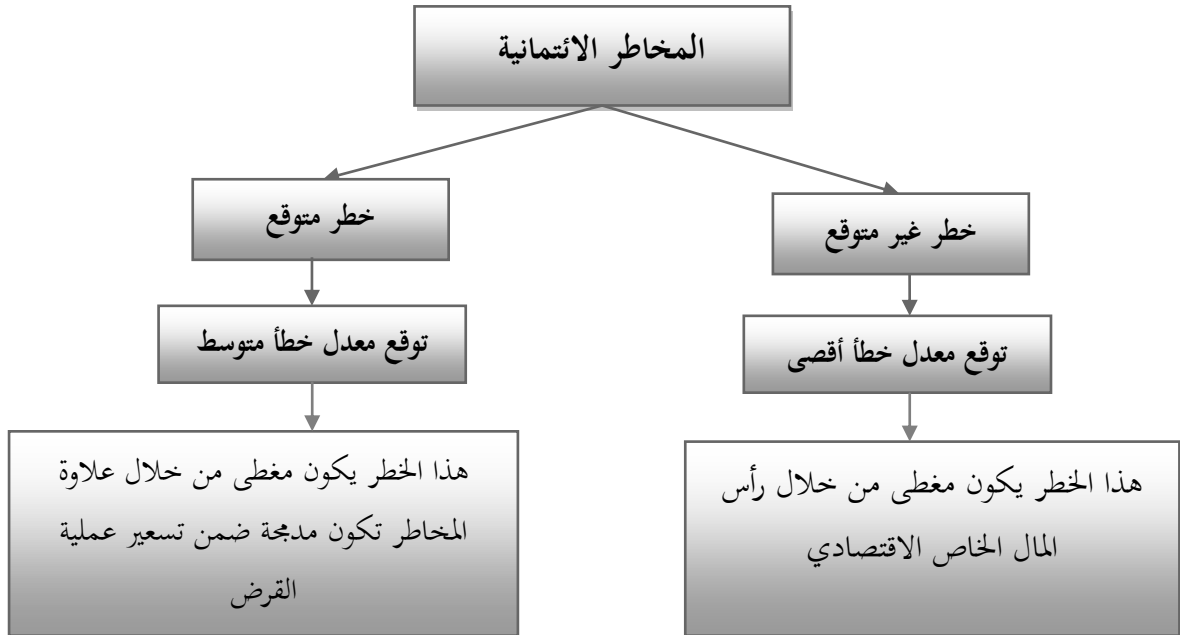 المخاطر الائتمانية
خطر متوقع
خطر غير متوقع
توقع معدل خطأ متوسط
توقع معدل خطأ أقصى
هذا الخطر يكون مغطى من خلال علاوة
المخاطر تكون مدمجة ضمن تسعير عملية
القرض
هذا الخطر يكون مغطى من خلال رأس
المال الخاص الاقتصادي